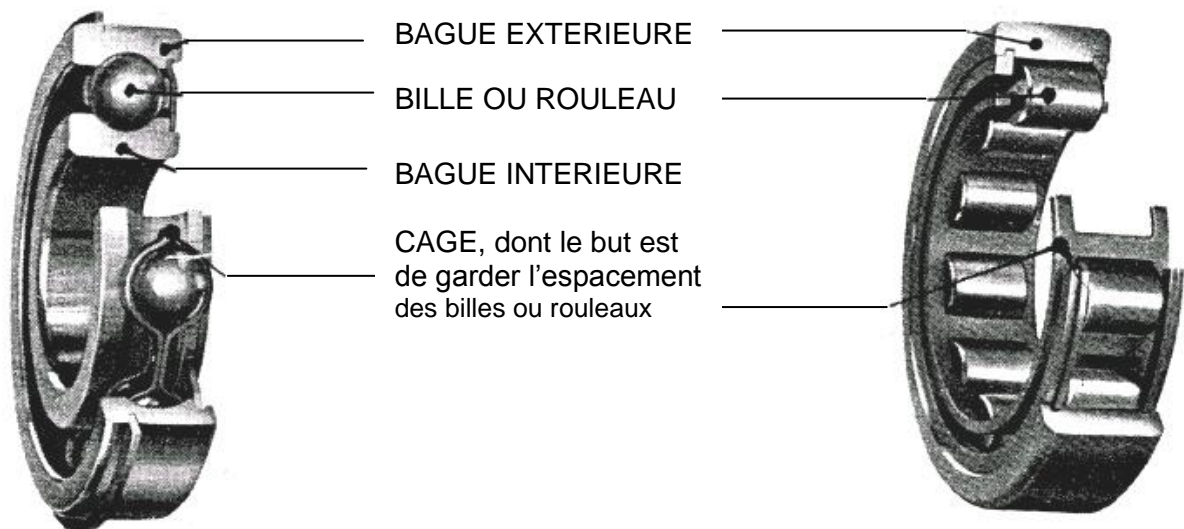 BAGUE EXTERIEURE
BILLE OU ROULEAU
BAGUE INTERIEURE
CAGE, dont le but est
de garder l’espacement
des billes ou rouleaux